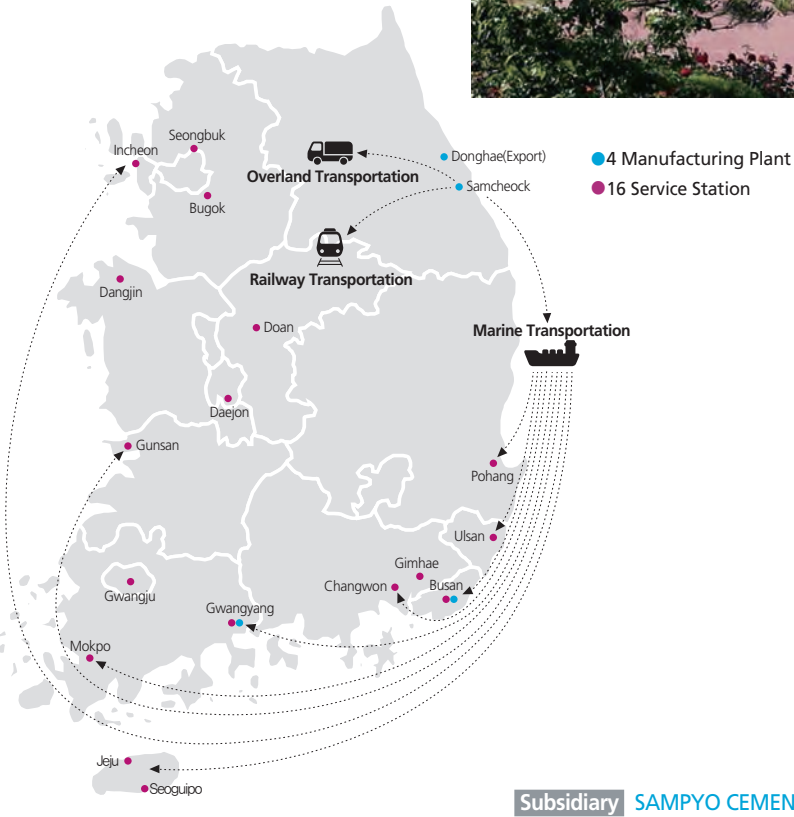 Seongbuk
Incheon
Bugok
Overland Transportation
Donghae(Export)
Samcheock
4 Manufacturing Plant
16 Service Station
Railway Transportation
Dangjin
Doan
Marine Transportation
Daejon
Gunsan
Pohang
Ulsan
Gimhae
Changwon
Busan
Gwangju
Gwangyang
Mokpo
Jeju
Seoguipo
Subsidiary SAMPYO CEMEN